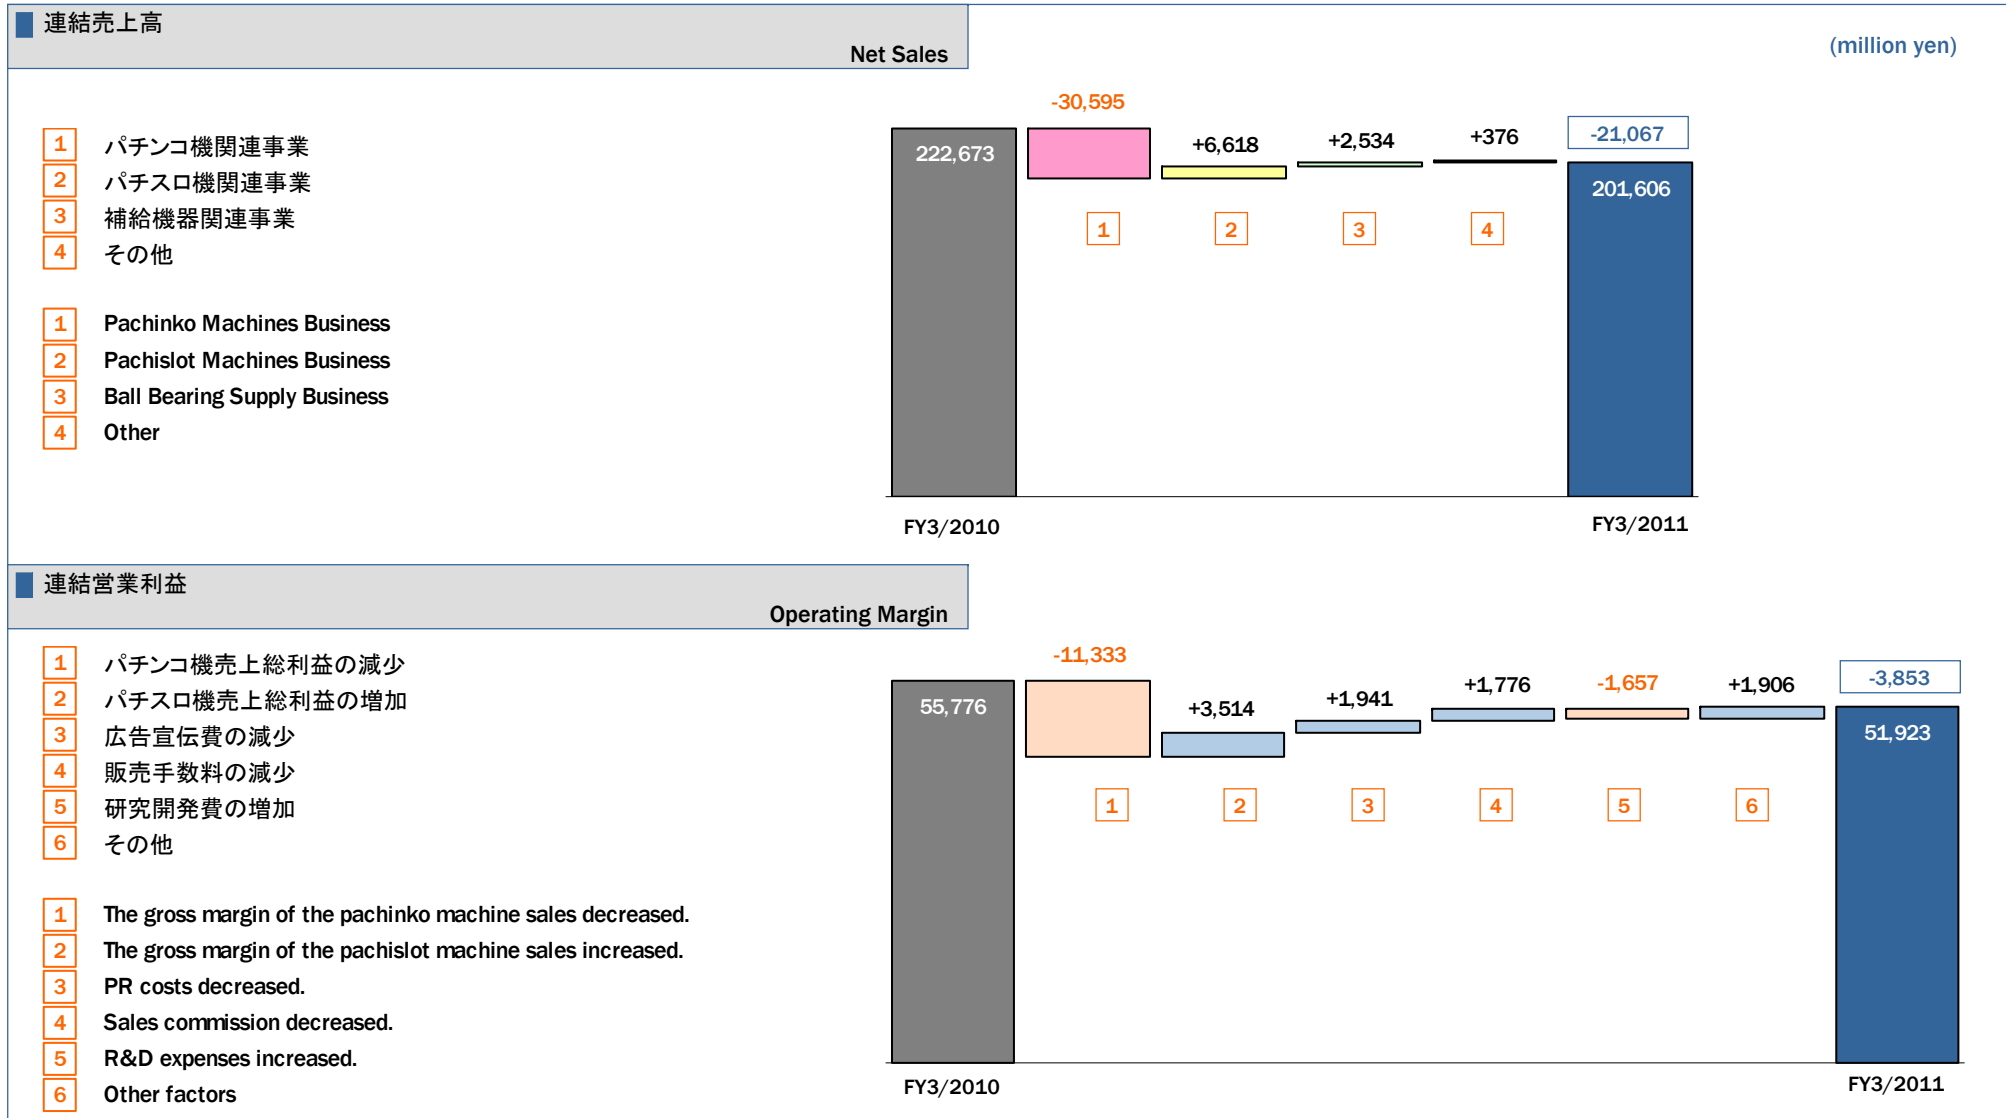 連結売上高
Net Sales
(million yen)
1 パチンコ機関連事業
2 パチスロ機関連事業
3 補給機器関連事業
4 その他
1 Pachinko Machines Business
2 Pachislot Machines Business
3 Ball Bearing Supply Business
4 Other
-30,595
222,673
+6,618
+2,534
+376
-21,067
201,606
1
2
3
4
FY3/2010
FY3/2011
連結営業利益
Operating Margin
1 パチンコ機売上総利益の減少
2 パチスロ機売上総利益の増加
3 広告宣伝費の減少
4 販売手数料の減少
5 研究開発費の増加
6 その他
1 The gross margin of the pachinko machine sales decreased.
2 The gross margin of the pachislot machine sales increased.
3 PR costs decreased.
4 Sales commission decreased.
5 R&D expenses increased.
6 Other factors
-11,333
55,776
+3,514
+1,941
+1,776
-1,657
+1,906
-3,853
51,923
1
2
3
4
5
6
FY3/2010
FY3/2011